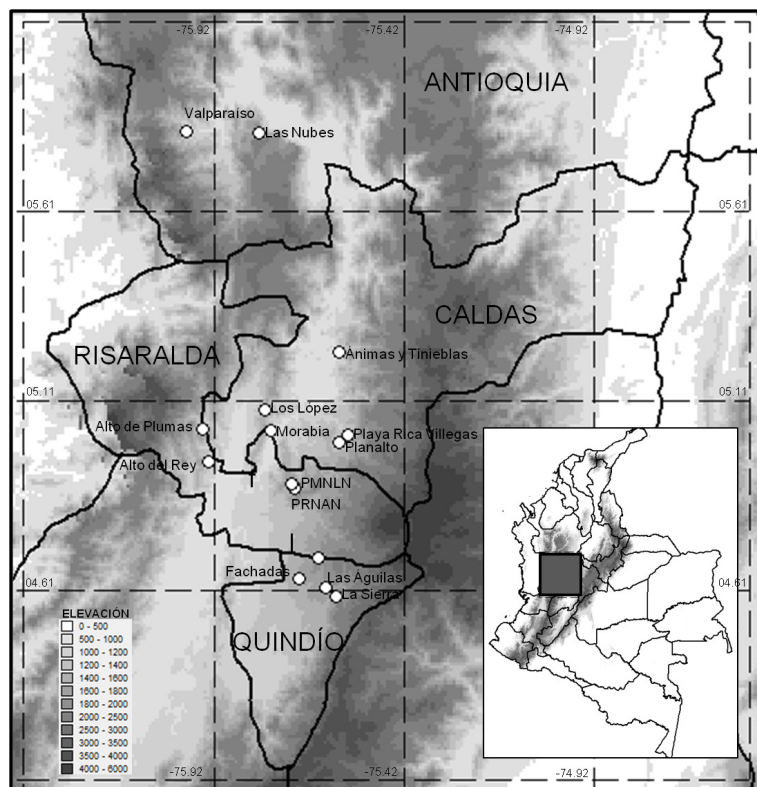 -75.92
-75.42
-74.92
ANTIOQUIA
Valparaíso
Las Nubes
05.61
05.61
CALDAS
RISARALDA
Ánimas y Tinieblas
05.11
05.11
Los López
Alto de Plumas
Morabia
Playa Rica Villegas
Planalto
Alto del Rey
PMNLN
PRNAN
Fachadas
Las Águilas
04.61
04.61
La Sierra
ELEVACIÓN
QUINDÍO
0 - 500
500 - 1000
1000 - 1200
1200 - 1400
1400 - 1600
1600 - 1800
1800 - 2000
2000 - 2500
2500 - 3000
3000 - 3500
3500 - 4000
4000 - 6000
-75.92
-75.42
-74.92